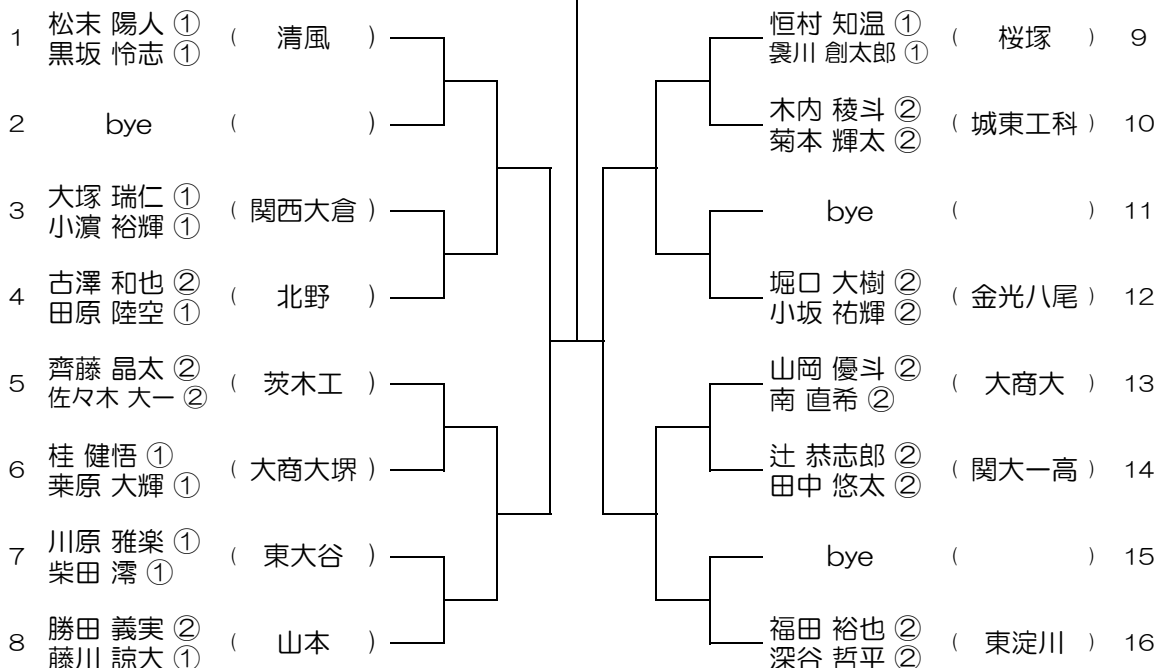 1 松末 陽人 ① ( 清風 )
黒坂 怜志 ①
2 bye ( )
3 大塚 瑞仁 ① ( 関西大倉 )
小濵 裕輝 ①
4 古澤 和也 ② ( 北野 )
田原 陸空 ①
5 齊藤 晶太 ② ( 茨木工 )
佐々木 大一 ②
6 桂 健悟 ① ( 大商大堺 )
桒原 大輝 ①
7 川原 雅楽 ① ( 東大谷 )
柴田 澪 ①
8 勝田 義実 ② ( 山本 )
藤川 諒大 ①
恒村 知温 ① ( 桜塚 ) 9
裊川 創太郎 ①
木内 稜斗 ② ( 城東工科 ) 10
菊本 輝太 ②
bye ( ) 11
堀口 大樹 ② ( 金光八尾 ) 12
小坂 祐輝 ②
山岡 優斗 ② ( 大商大 ) 13
南 直希 ②
辻 恭志郎 ② ( 関大一高 ) 14
田中 悠太 ②
bye ( ) 15
福田 裕也 ② ( 東淀川 ) 16
深谷 哲平 ②